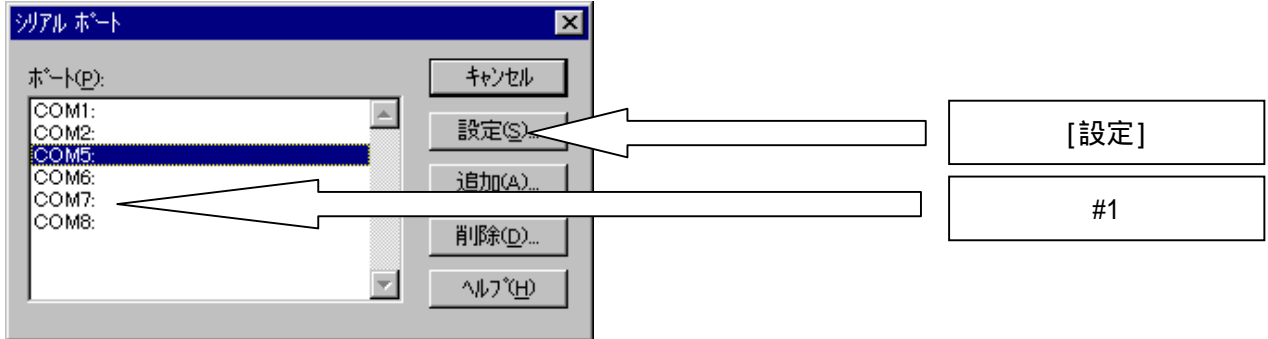 シリアル ポート
ポート(P):
キャンセル
COM1:
COM2:
COM5:
COM6:
COM7:
COM8:
設定(S)...
追加(A)...
削除(D)...
ヘルプ(H)
[設定]
#1